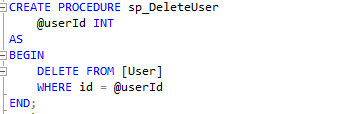 CREATE PROCEDURE sp_DeleteUser
@userId INT
AS
BEGIN
DELETE FROM [User]
WHERE id = @userId
END;